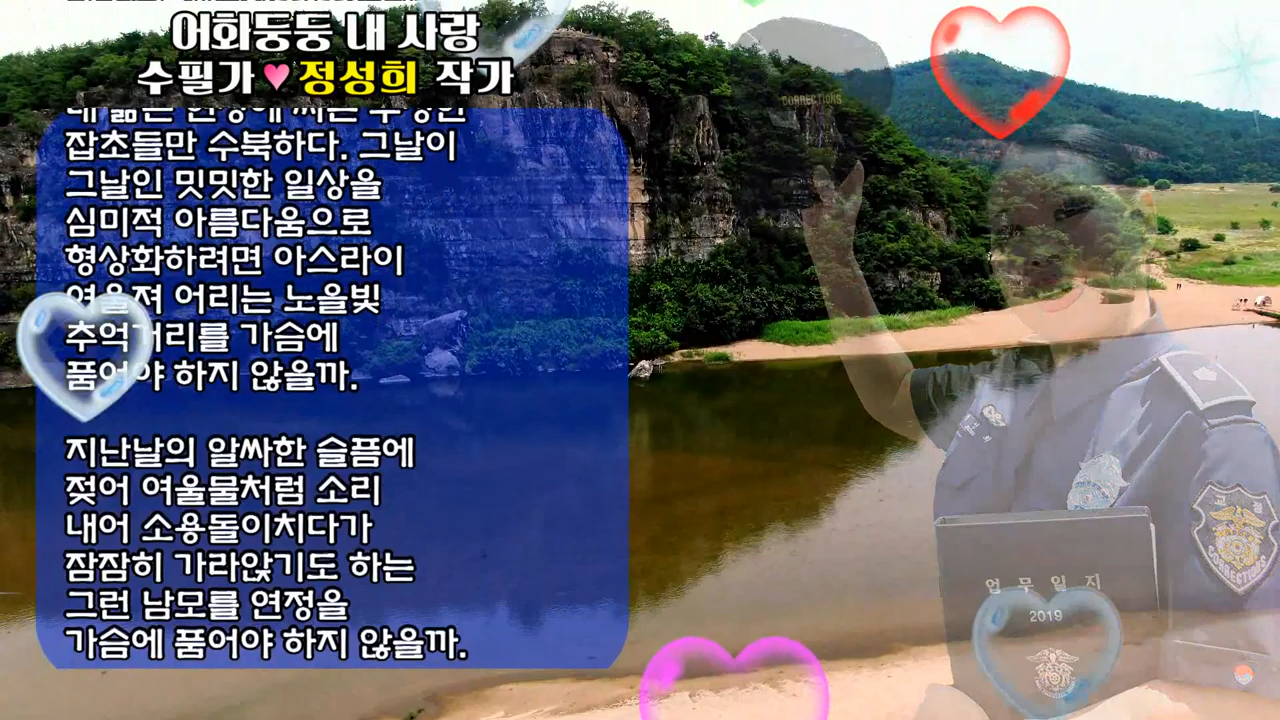 어화둥둥 내 사랑
수필가♥정성희 작가
잡초들만 수북하다. 그날이
그날인 밋밋한 일상을
심미적 아름다움으로
형상화하려면 아스라이
여울져 어리는 노을빛
추억거리를 가슴에
품어야 하지 않을까.
지난날의 알싸한 슬픔에
젖어 여울물처럼 소리
내어 소용돌이치다가
잠잠히 가라앉기도 하는
그런 남모를 연정을
가슴에 품어야 하지 않을까.
CORRECTIONS
교정
CORRECTIONS
업무일지
2019